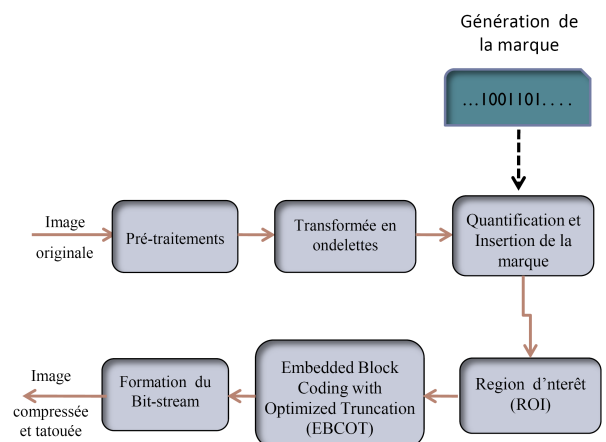 Génération de
la marque
...1001101....
Image
originale
Pré-traitements
Transformée en
ondelettes
Quantification et
Insertion de la
marque
Region d'nterêt
(ROI)
Embedded Block
Coding with
Optimized Truncation
(EBCOT)
Formation du
Bit-stream
Image
compressée
et tatouée